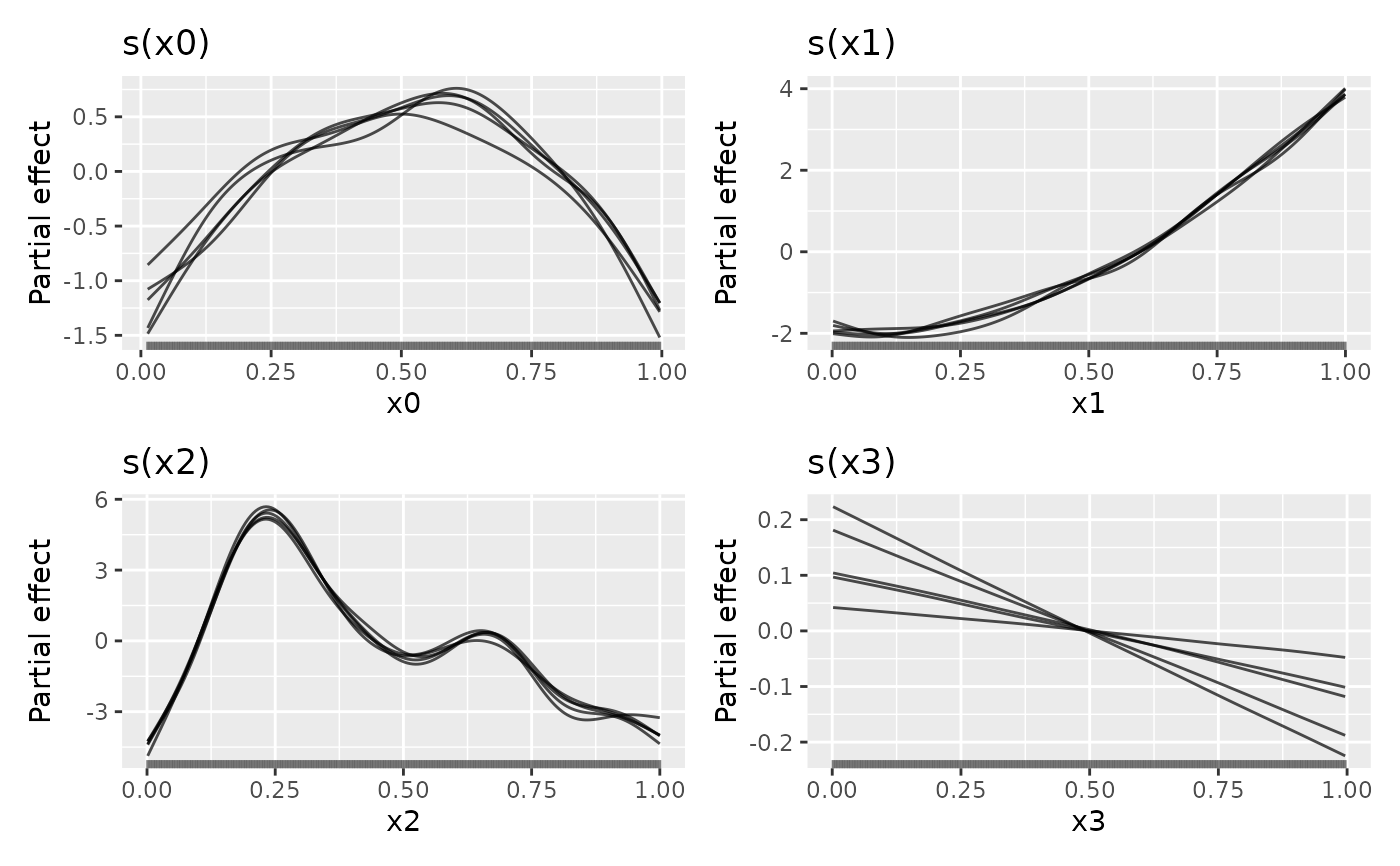 s(x0)
Partial effect
0.5
0.0
-0.5
-1.0
-1.5
0.00 0.25 0.50 0.75 1.00
x0
s(x1)
Partial effect
4
2
0
-2
0.00 0.25 0.50 0.75 1.00
x1
s(x2)
Partial effect
6
3
0
-3
0.00 0.25 0.50 0.75 1.00
x2
s(x3)
Partial effect
0.2
0.1
0.0
-0.1
-0.2
0.00 0.25 0.50 0.75 1.00
x3